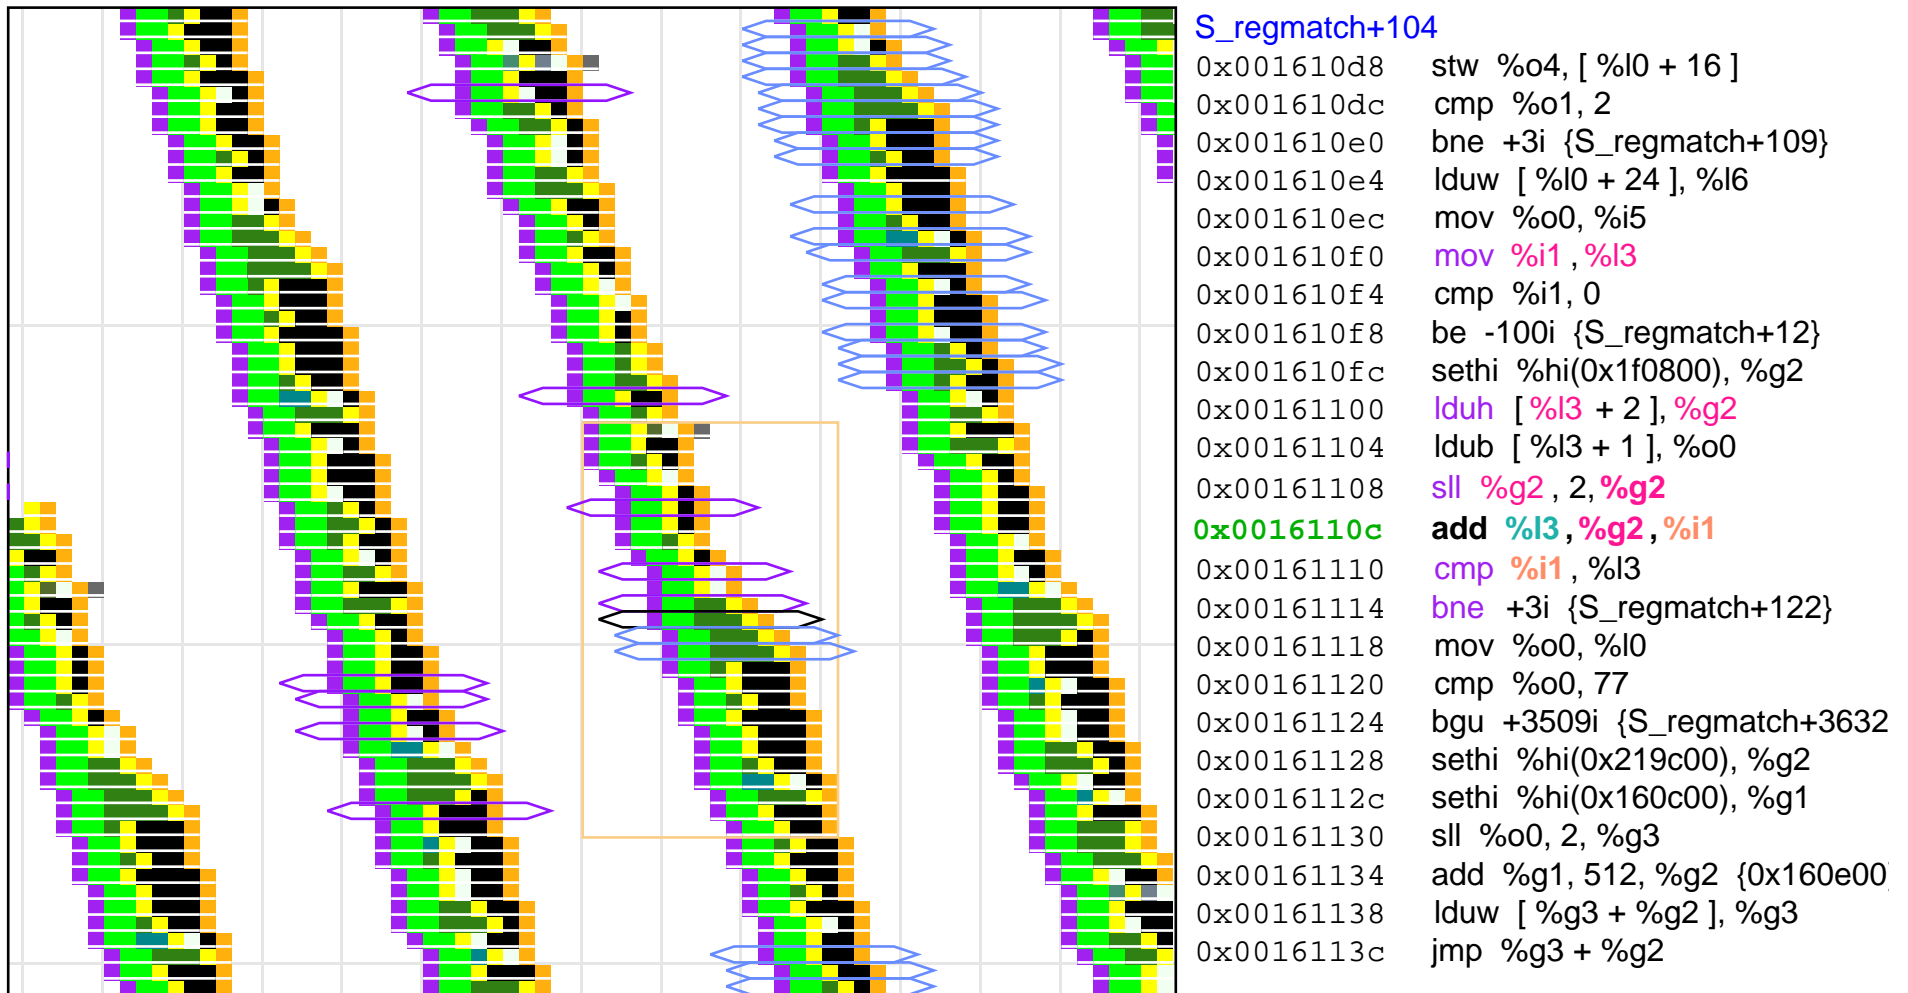 S_regmatch+104
0x001610d8 stw %o4, [ %l0 + 16 ]
0x001610dc cmp %o1, 2
0x001610e0 bne +3i {S_regmatch+109}
0x001610e4 lduw [ %l0 + 24 ], %l6
0x001610ec mov %o0, %i5
0x001610f0 mov %i1 , %l3
0x001610f4 cmp %i1, 0
0x001610f8 be -100i {S_regmatch+12}
0x001610fc sethi %hi(0x1f0800), %g2
0x00161100 lduh [ %l3 + 2 ], %g2
0x00161104 ldub [ %l3 + 1 ], %o0
0x00161108 sll %g2 , 2, %g2
0x0016110c add %l3 , %g2 , %i1
0x00161110 cmp %i1 , %l3
0x00161114 bne +3i {S_regmatch+122}
0x00161118 mov %o0, %l0
0x00161120 cmp %o0, 77
0x00161124 bgu +3509i {S_regmatch+3632
0x00161128 sethi %hi(0x219c00), %g2
0x0016112c sethi %hi(0x160c00), %g1
0x00161130 sll %o0, 2, %g3
0x00161134 add %g1, 512, %g2 {0x160e00}
0x00161138 lduw [ %g3 + %g2 ], %g3
0x0016113c jmp %g3 + %g2